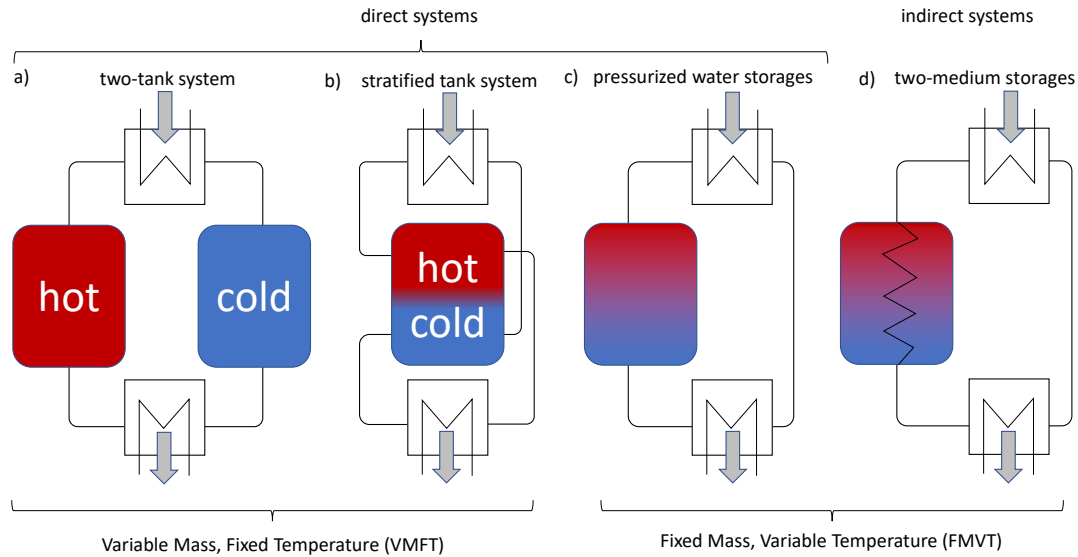 direct systems
indirect systems
a) two-tank system
b) stratified tank system
c) pressurized water storages
d) two-medium storages
hot
cold
hot
cold
Variable Mass, Fixed Temperature (VMFT)
Fixed Mass, Variable Temperature (FMVT)